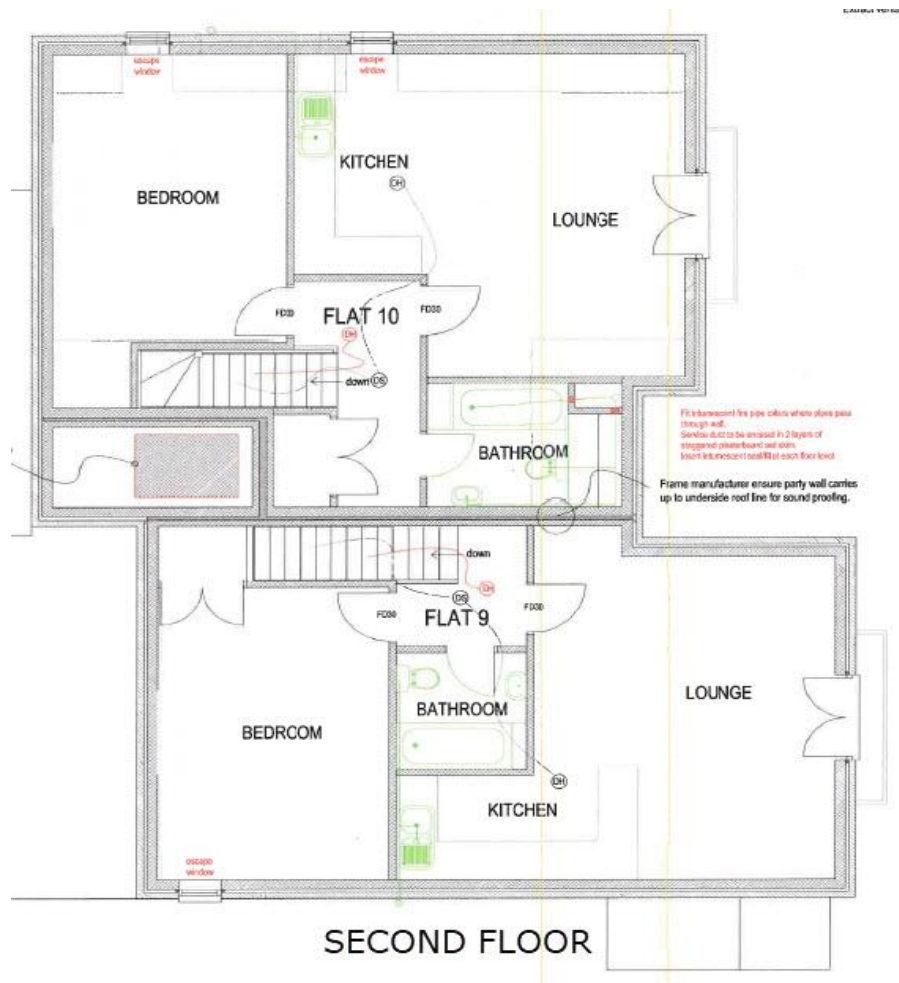 escape
window
escape
window
KITCHEN
DH
BEDROOM
LOUNGE
FD30
FLAT 10
FD30
DH
down
DS
BATHROOM
Fit intumescent fire pipe collars where pipes pass
through wall.
Service duct to be encased in 2 layers of
staggered plasterboard and skim.
Insert intumescent seal/fill at each floor level
Frame manufacturer ensure party wall carries
up to underside roof line for sound proofing.
down
DH
DS
FD30
FD30
FLAT 9
LOUNGE
BATHROOM
BEDROOM
DH
KITCHEN
escape
window
SECOND FLOOR